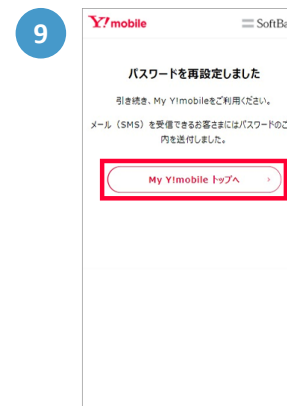 9
Y! mobile
SoftBa
パスワードを再設定しました
引き続き、My Y!mobileをご利用ください。
メール（SMS）を受信できるお客さまにはパスワードのご
内を送付しました。
My Y!mobile トップへ